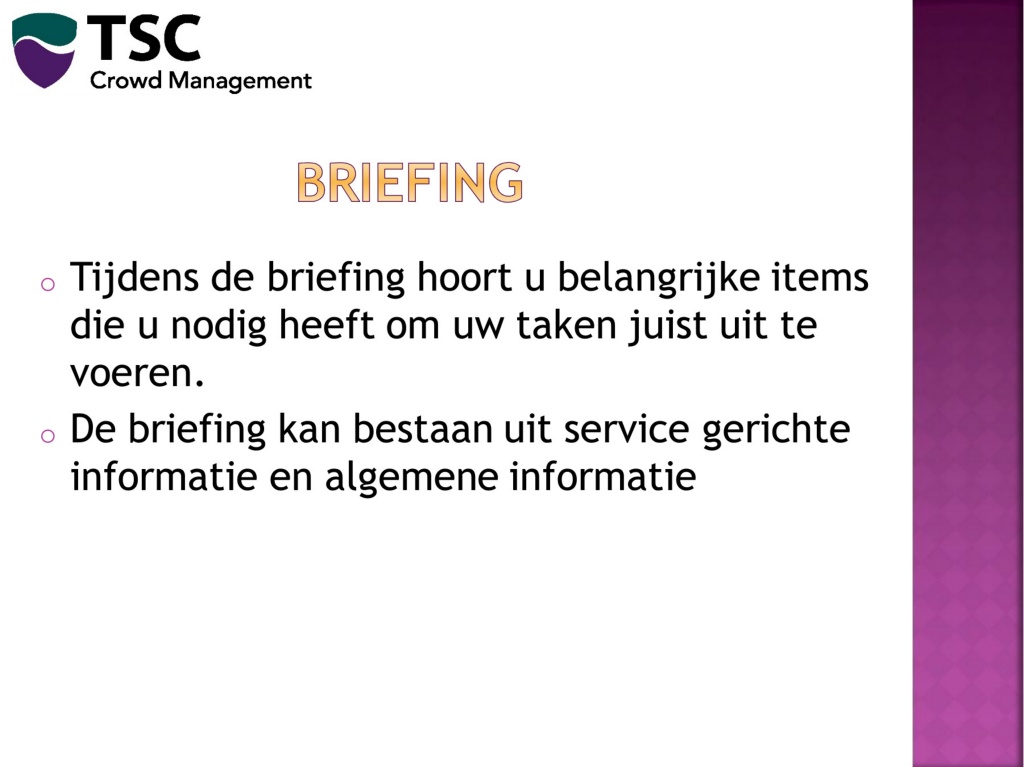 TSC
Crowd Management
BRIEFING
o Tijdens de briefing hoort u belangrijke items
die u nodig heeft om uw taken juist uit te
voeren.
o De briefing kan bestaan uit service gerichte
informatie en algemene informatie